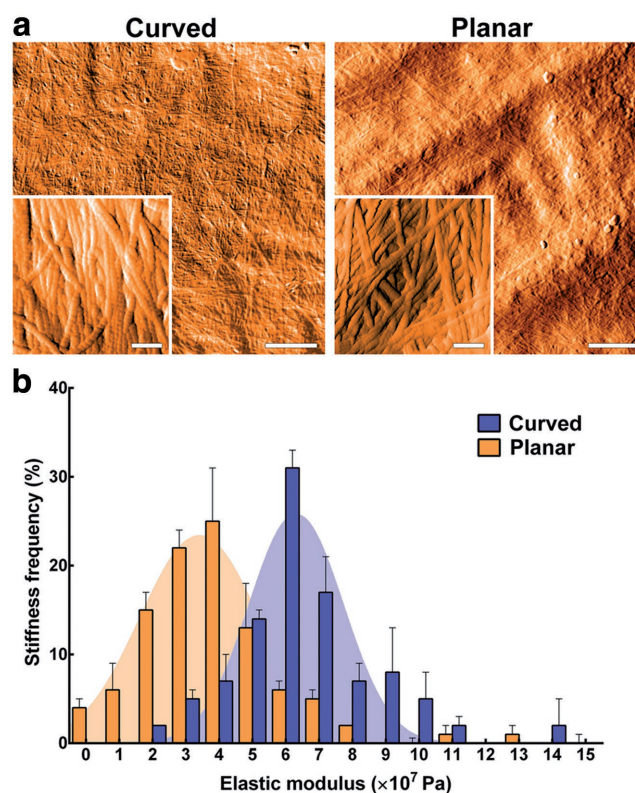 a
Curved Planar
b
40
30
20
10
0
Stiffness frequency (%)
Curved
Planar
0 1 2 3 4 5 6 7 8 9 10 11 12 13 14 15
Elastic modulus (×10⁷ Pa)